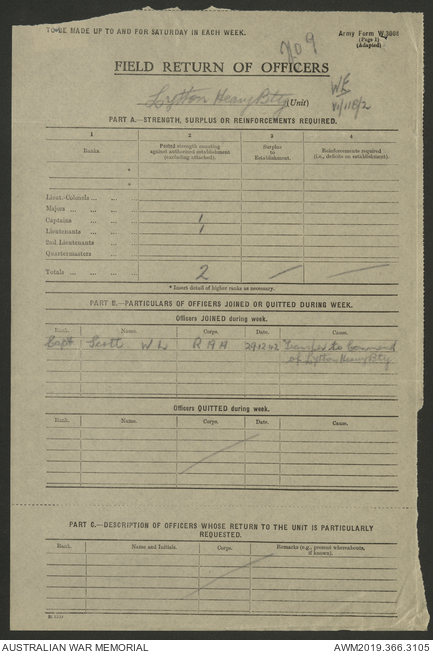 TO BE MADE UP TO AND FOR SATURDAY IN EACH WEEK.
Army Form W.3008
(Page 1)
(Adapted)
709
FIELD RETURN OF OFFICERS
Lytton Heavy Bty (Unit)
PART A.—STRENGTH, SURPLUS OR REINFORCEMENTS REQUIRED.
1 2 3 4
Ranks. Posted strength counting against authorized establishment (excluding attached). Surplus to Establishment. Reinforcements required (i.e., deficits on establishment).
*
*
Lieut.-Colonels ... ...
Majors ... ... ...
Captains ... ... 1
Lieutenants ... ... 1
2nd Lieutenants ...
Quartermasters ...
Totals ... ... 2
* Insert detail of higher ranks as necessary.
PART B.—PARTICULARS OF OFFICERS JOINED OR QUITTED DURING WEEK.
Officers JOINED during week.
Rank. Name. Corps. Date. Cause.
Capt Scott W L R A A 29.12.42 Transfer to Command
of Lytton Heavy Bty
Officers QUITTED during week.
Rank. Name. Corps. Date. Cause.
PART C.—DESCRIPTION OF OFFICERS WHOSE RETURN TO THE UNIT IS PARTICULARLY
REQUESTED.
Rank. Name and Initials. Corps. Remarks (e.g., present whereabouts; if known).
AUSTRALIAN WAR MEMORIAL AWM2019.366.3105